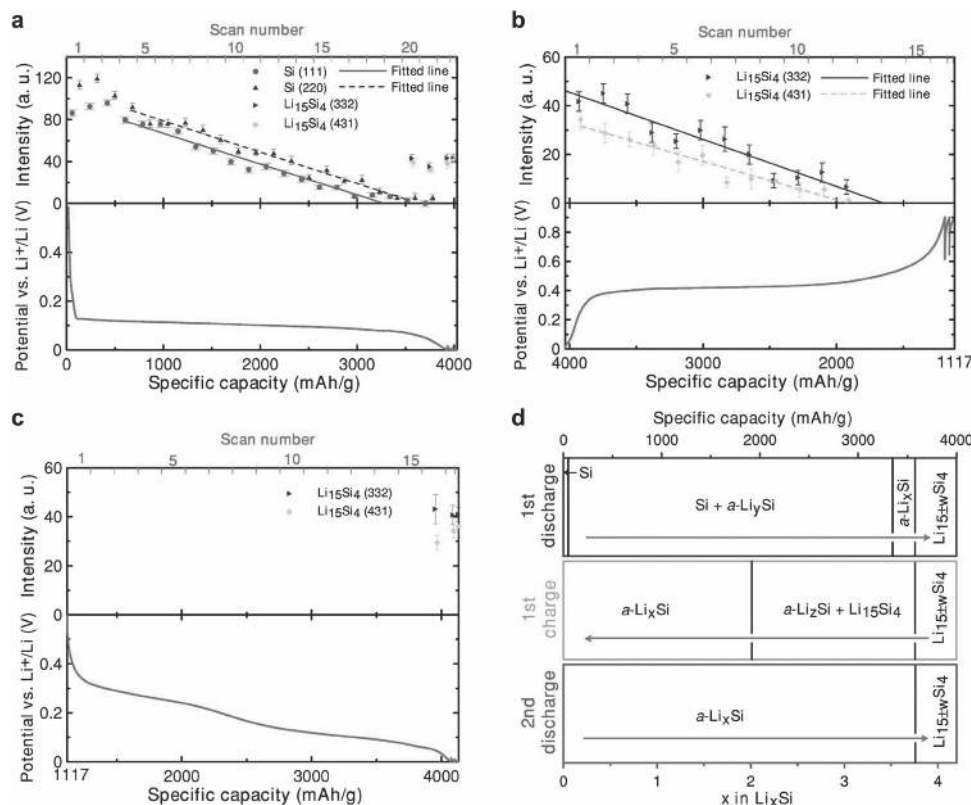 a
Scan number
1 5 10 15 20
Intensity (a. u.)
120
80
40
0
Si (111) Fitted line
Si (220) Fitted line
Li15Si4 (332)
Li15Si4 (431)
Potential vs. Li+/Li (V)
0.4
0.2
0
0 1000 2000 3000 4000
Specific capacity (mAh/g)
b
Scan number
1 5 10 15
Intensity (a. u.)
60
40
20
0
Li15Si4 (332) Fitted line
Li15Si4 (431) Fitted line
Potential vs. Li+/Li (V)
0.8
0.6
0.4
0.2
0
4000 3000 2000 1117
Specific capacity (mAh/g)
c
Scan number
1 5 10 15
Intensity (a. u.)
60
40
20
0
Li15Si4 (332)
Li15Si4 (431)
Potential vs. Li+/Li (V)
0.4
0.2
0
1117 2000 3000 4000
Specific capacity (mAh/g)
d
Specific capacity (mAh/g)
0 1000 2000 3000 4000
1st discharge
Si
Si + a-LiySi
a-LixSi
Li15±wSi4
1st charge
a-LixSi
a-LizSi + Li15Si4
Li15±wSi4
2nd discharge
a-LixSi
Li15±wSi4
0 1 2 3 4
x in LixSi